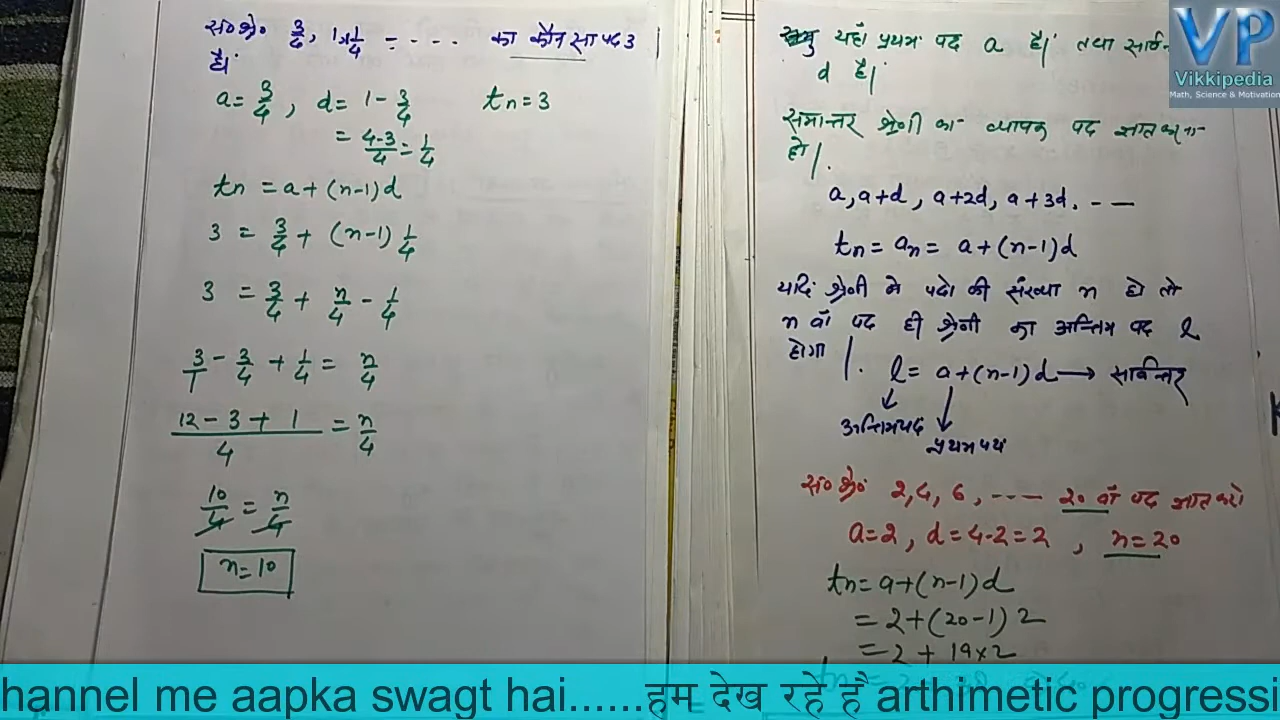 स० श्रे० 3/4, 1, 1 1/4 - - - - का कौन सा पद 3
है।
a = 3/4, d = 1 - 3/4 tn = 3
= 4-3/4 = 1/4
tn = a + (n-1)d
3 = 3/4 + (n-1) 1/4
3 = 3/4 + n/4 - 1/4
3/1 - 3/4 + 1/4 = n/4
12 - 3 + 1/4 = n/4
10/4 = n/4
n = 10
यहाँ प्रथम पद a है। तथा सार्व
d है।
समान्तर श्रेणी का व्यापक पद ज्ञात करना
हो।
a, a+d, a+2d, a+3d, - —
tn = an = a + (n-1)d
यदि श्रेणी मे पदो की संख्या n हो तो
n वाँ पद ही श्रेणी का अन्तिम पद l
होगा।
l = a + (n-1)d → सार्वान्तर
अन्तिमपद
प्रथम पद
स० श्रे० 2, 4, 6, - - - - 20 वाँ पद ज्ञात करो
a = 2, d = 4-2 = 2, n = 20
tn = a + (n-1)d
= 2 + (20-1) 2
= 2 + 19×2
VP
Vikkipedia
Math, Science & Motivation
hannel me aapka swagt hai......हम देख रहे है arthimetic progressi